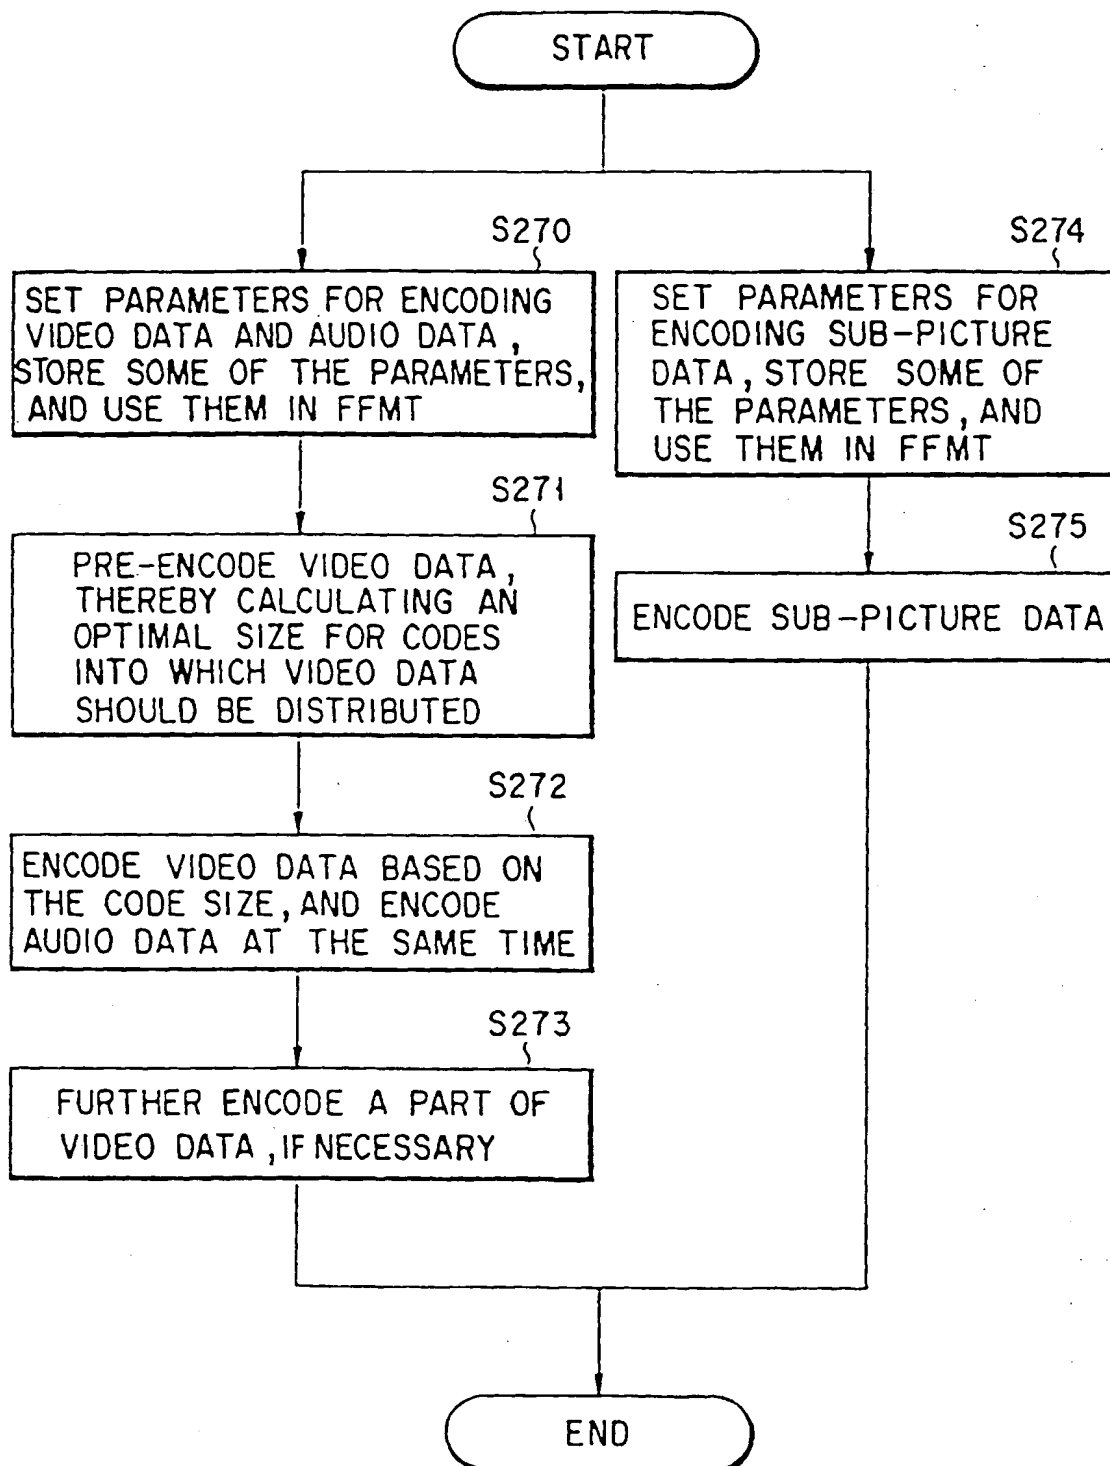 START
S270
SET PARAMETERS FOR ENCODING
VIDEO DATA AND AUDIO DATA,
STORE SOME OF THE PARAMETERS,
AND USE THEM IN FFMT
S274
SET PARAMETERS FOR
ENCODING SUB-PICTURE
DATA, STORE SOME OF
THE PARAMETERS, AND
USE THEM IN FFMT
S271
PRE-ENCODE VIDEO DATA,
THEREBY CALCULATING AN
OPTIMAL SIZE FOR CODES
INTO WHICH VIDEO DATA
SHOULD BE DISTRIBUTED
S275
ENCODE SUB-PICTURE DATA
S272
ENCODE VIDEO DATA BASED ON
THE CODE SIZE, AND ENCODE
AUDIO DATA AT THE SAME TIME
S273
FURTHER ENCODE A PART OF
VIDEO DATA, IF NECESSARY
END